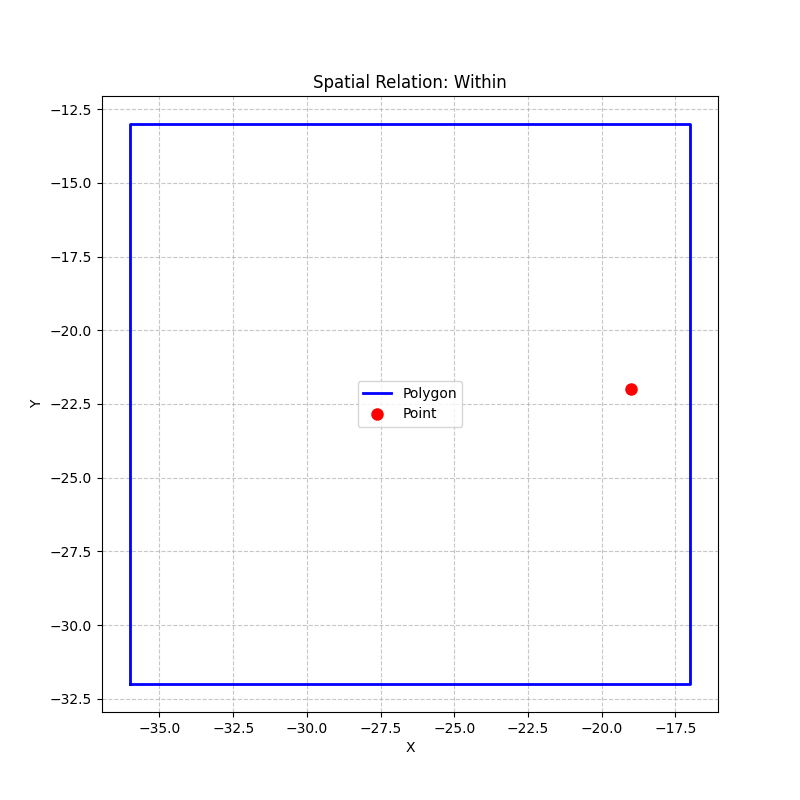 Spatial Relation: Within
−12.5
−15.0
−17.5
−20.0
−22.5
−25.0
−27.5
−30.0
−32.5
Y
Polygon
Point
−35.0 −32.5 −30.0 −27.5 −25.0 −22.5 −20.0 −17.5
X